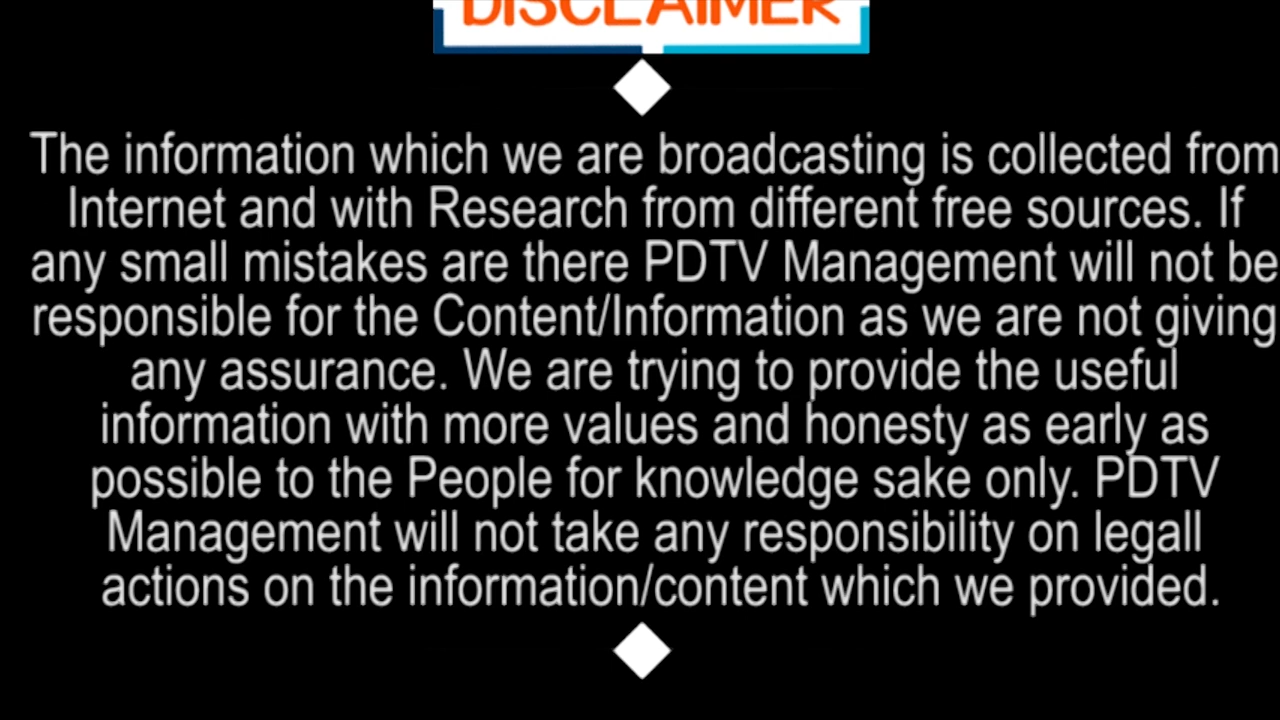 DISCLAIMER
The information which we are broadcasting is collected from
Internet and with Research from different free sources. If
any small mistakes are there PDTV Management will not be
responsible for the Content/Information as we are not giving
any assurance. We are trying to provide the useful
information with more values and honesty as early as
possible to the People for knowledge sake only. PDTV
Management will not take any responsibility on legall
actions on the information/content which we provided.